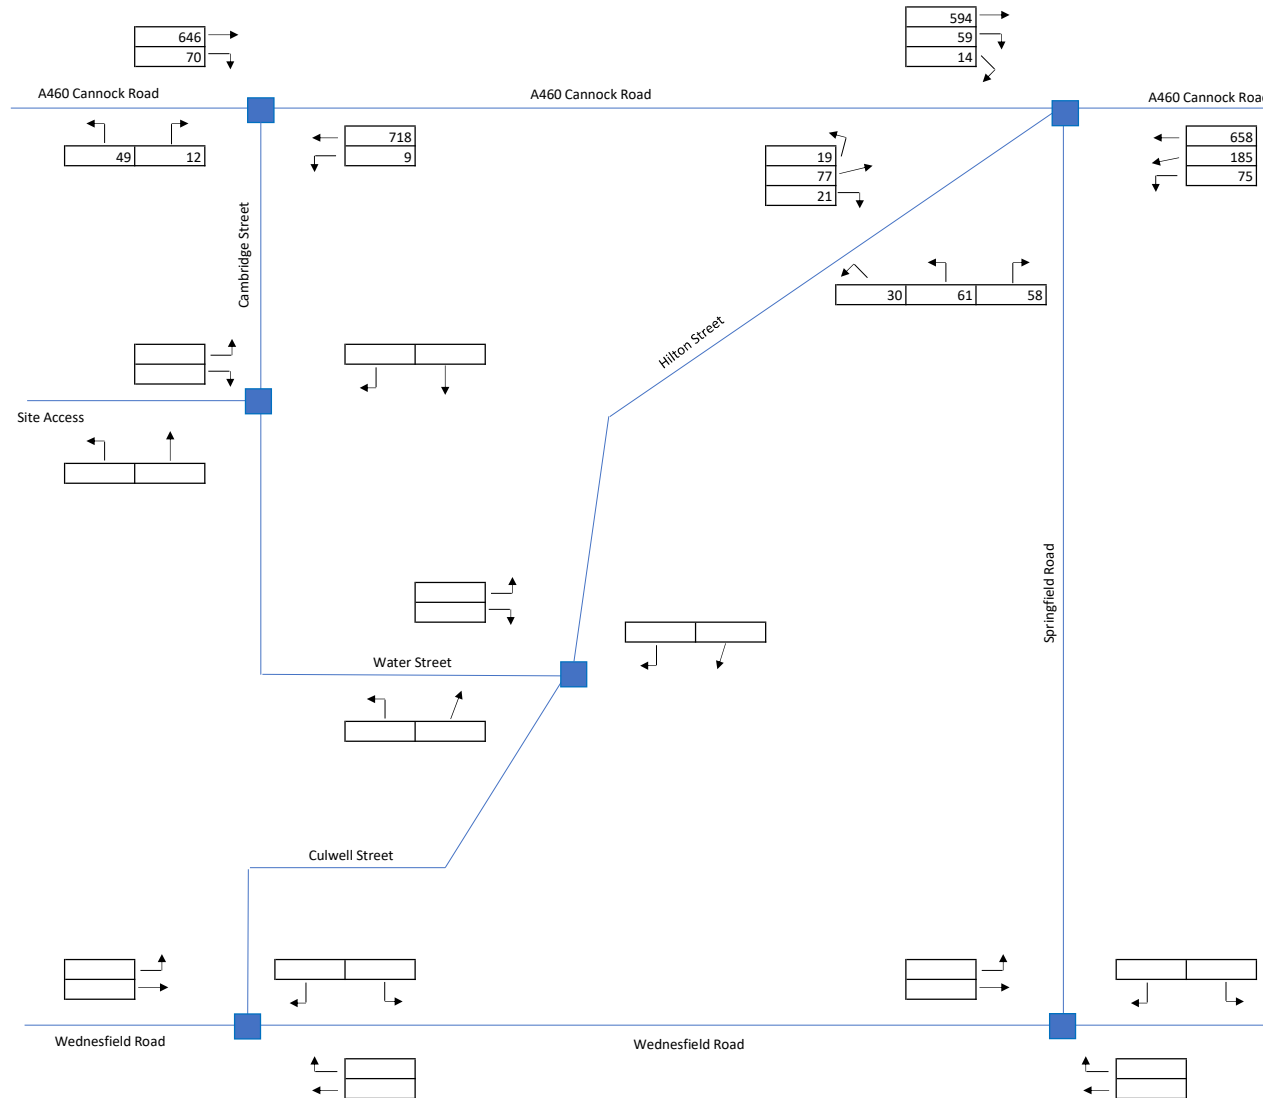 594
646
59
70
14
A460 Cannock Road
A460 Cannock Road
A460 Cannock Road
718
658
49 12
9
19
185
77
75
21
Cambridge Street
30 61 58
Hilton Street
Site Access
Springfield Road
Water Street
Culwell Street
Wednesfield Road
Wednesfield Road